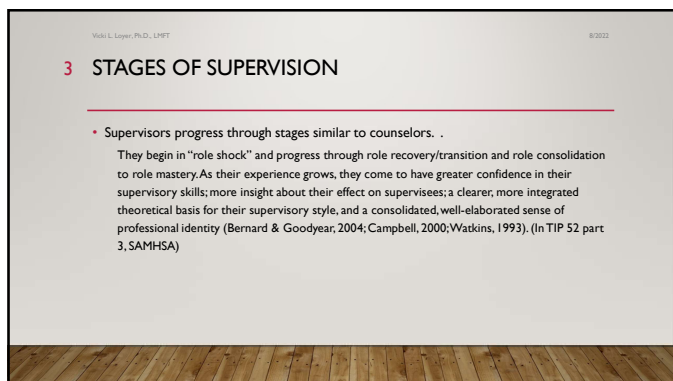 Vicki L. Loyer, Ph.D., LMFT 8/2022
3 STAGES OF SUPERVISION
• Supervisors progress through stages similar to counselors. .
They begin in “role shock” and progress through role recovery/transition and role consolidation
to role mastery. As their experience grows, they come to have greater confidence in their
supervisory skills; more insight about their effect on supervisees; a clearer, more integrated
theoretical basis for their supervisory style, and a consolidated, well-elaborated sense of
professional identity (Bernard & Goodyear, 2004; Campbell, 2000; Watkins, 1993). (In TIP 52 part
3, SAMHSA)